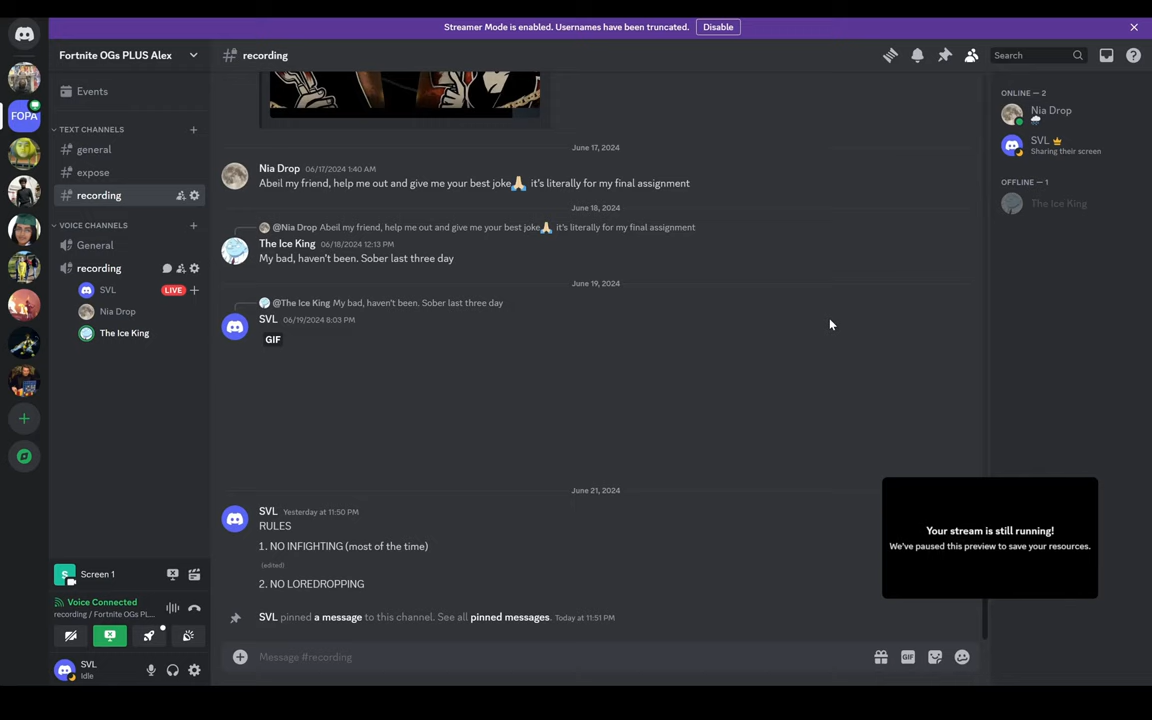 Streamer Mode is enabled. Usernames have been truncated. Disable
Fortnite OGs PLUS Alex
recording
Search
FOPA
Events
TEXT CHANNELS
general
expose
recording
VOICE CHANNELS
General
recording
SVL LIVE
Nia Drop
The Ice King
Screen 1
Voice Connected
recording / Fortnite OGs PL...
SVL
Idle
June 17, 2024
Nia Drop 06/17/2024 1:40 AM
Abeil my friend, help me out and give me your best joke🙏 it's literally for my final assignment
June 18, 2024
@Nia Drop Abeil my friend, help me out and give me your best joke🙏 it's literally for my final assignment
The Ice King 06/18/2024 12:13 PM
My bad, haven't been. Sober last three day
June 19, 2024
@The Ice King My bad, haven't been. Sober last three day
SVL 06/19/2024 8:03 PM
GIF
June 21, 2024
SVL Yesterday at 11:50 PM
RULES
1. NO INFIGHTING (most of the time)
(edited)
2. NO LOREDROPPING
SVL pinned a message to this channel. See all pinned messages. Today at 11:51 PM
Message #recording
GIF
ONLINE — 2
Nia Drop
SVL
Sharing their screen
OFFLINE — 1
The Ice King
Your stream is still running!
We've paused this preview to save your resources.